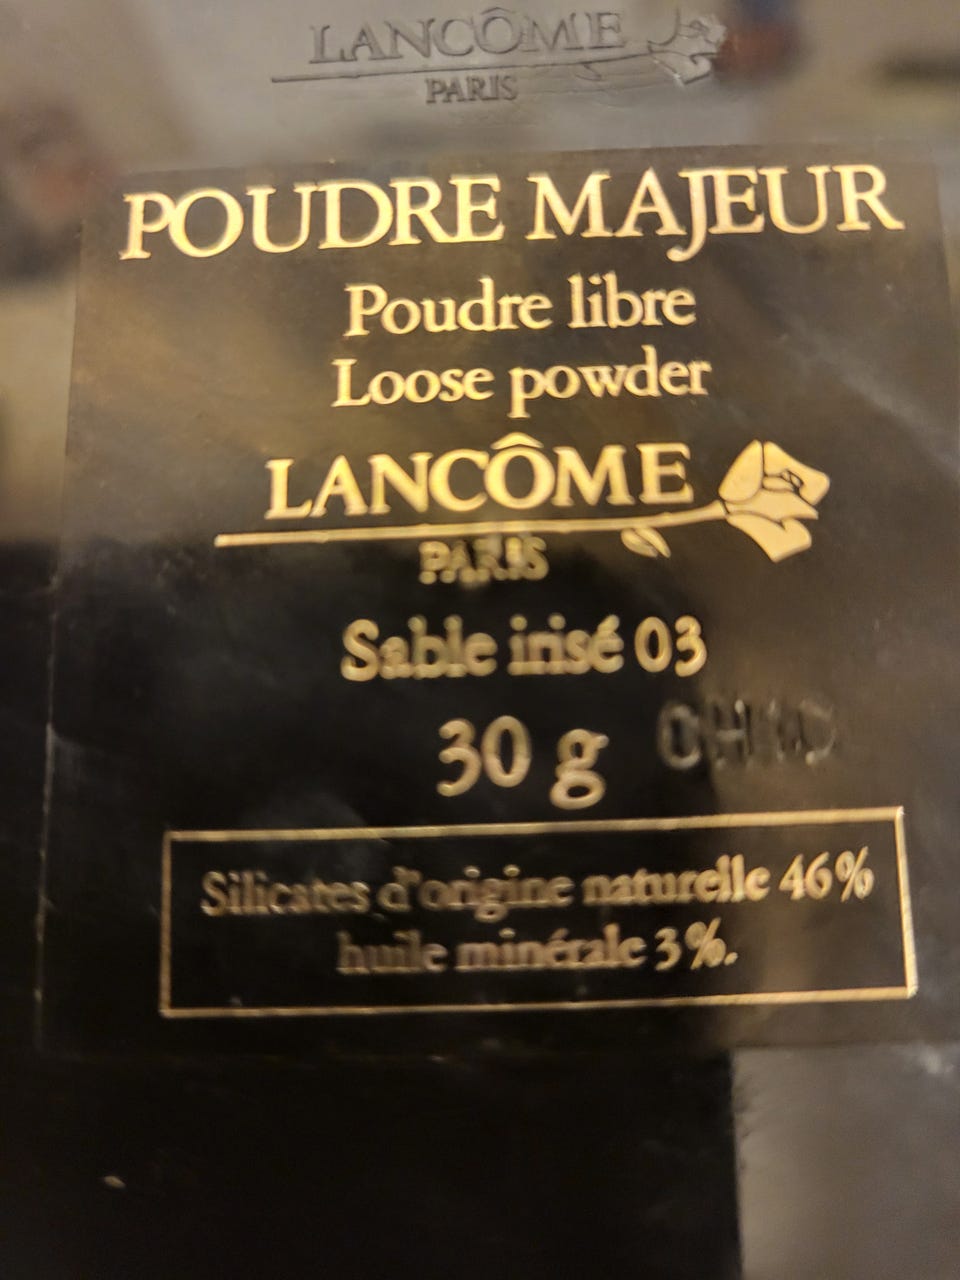 LANCÔME
PARIS
POUDRE MAJEUR
Poudre libre
Loose powder
LANCÔME
PARIS
Sable irisé 03
30 g
Silicates d'origine naturelle 46%
huile minérale 3%.